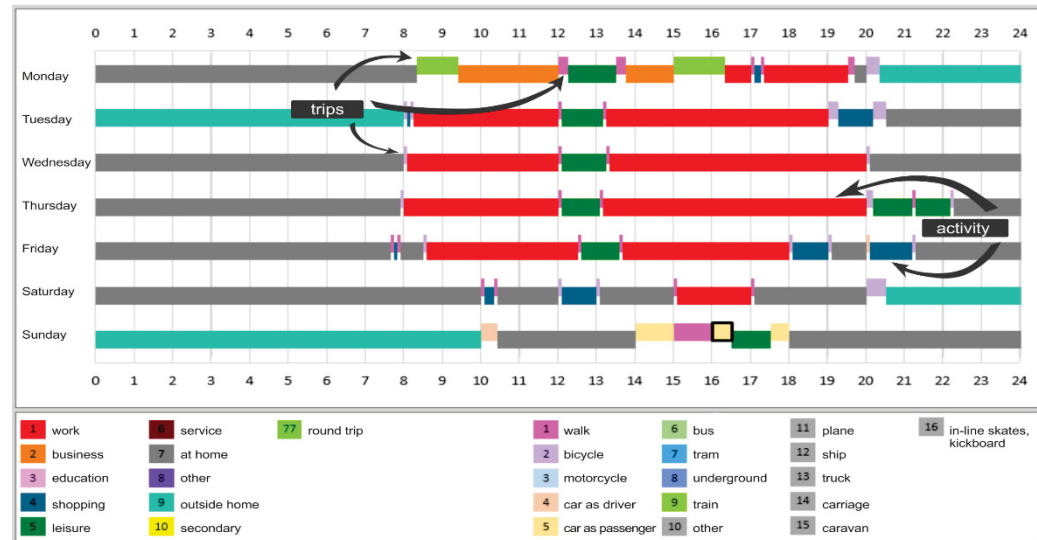 0 1 2 3 4 5 6 7 8 9 10 11 12 13 14 15 16 17 18 19 20 21 22 23 24
Monday
trips
Tuesday
Wednesday
Thursday
activity
Friday
Saturday
Sunday
0 1 2 3 4 5 6 7 8 9 10 11 12 13 14 15 16 17 18 19 20 21 22 23 24
1 work 6 service 77 round trip 1 walk 6 bus 11 plane 16 in-line skates,
kickboard
2 business 7 at home 2 bicycle 7 tram 12 ship
3 education 8 other 3 motorcycle 8 underground 13 truck
4 shopping 9 outside home 4 car as driver 9 train 14 carriage
5 leisure 10 secondary 5 car as passenger 10 other 15 caravan